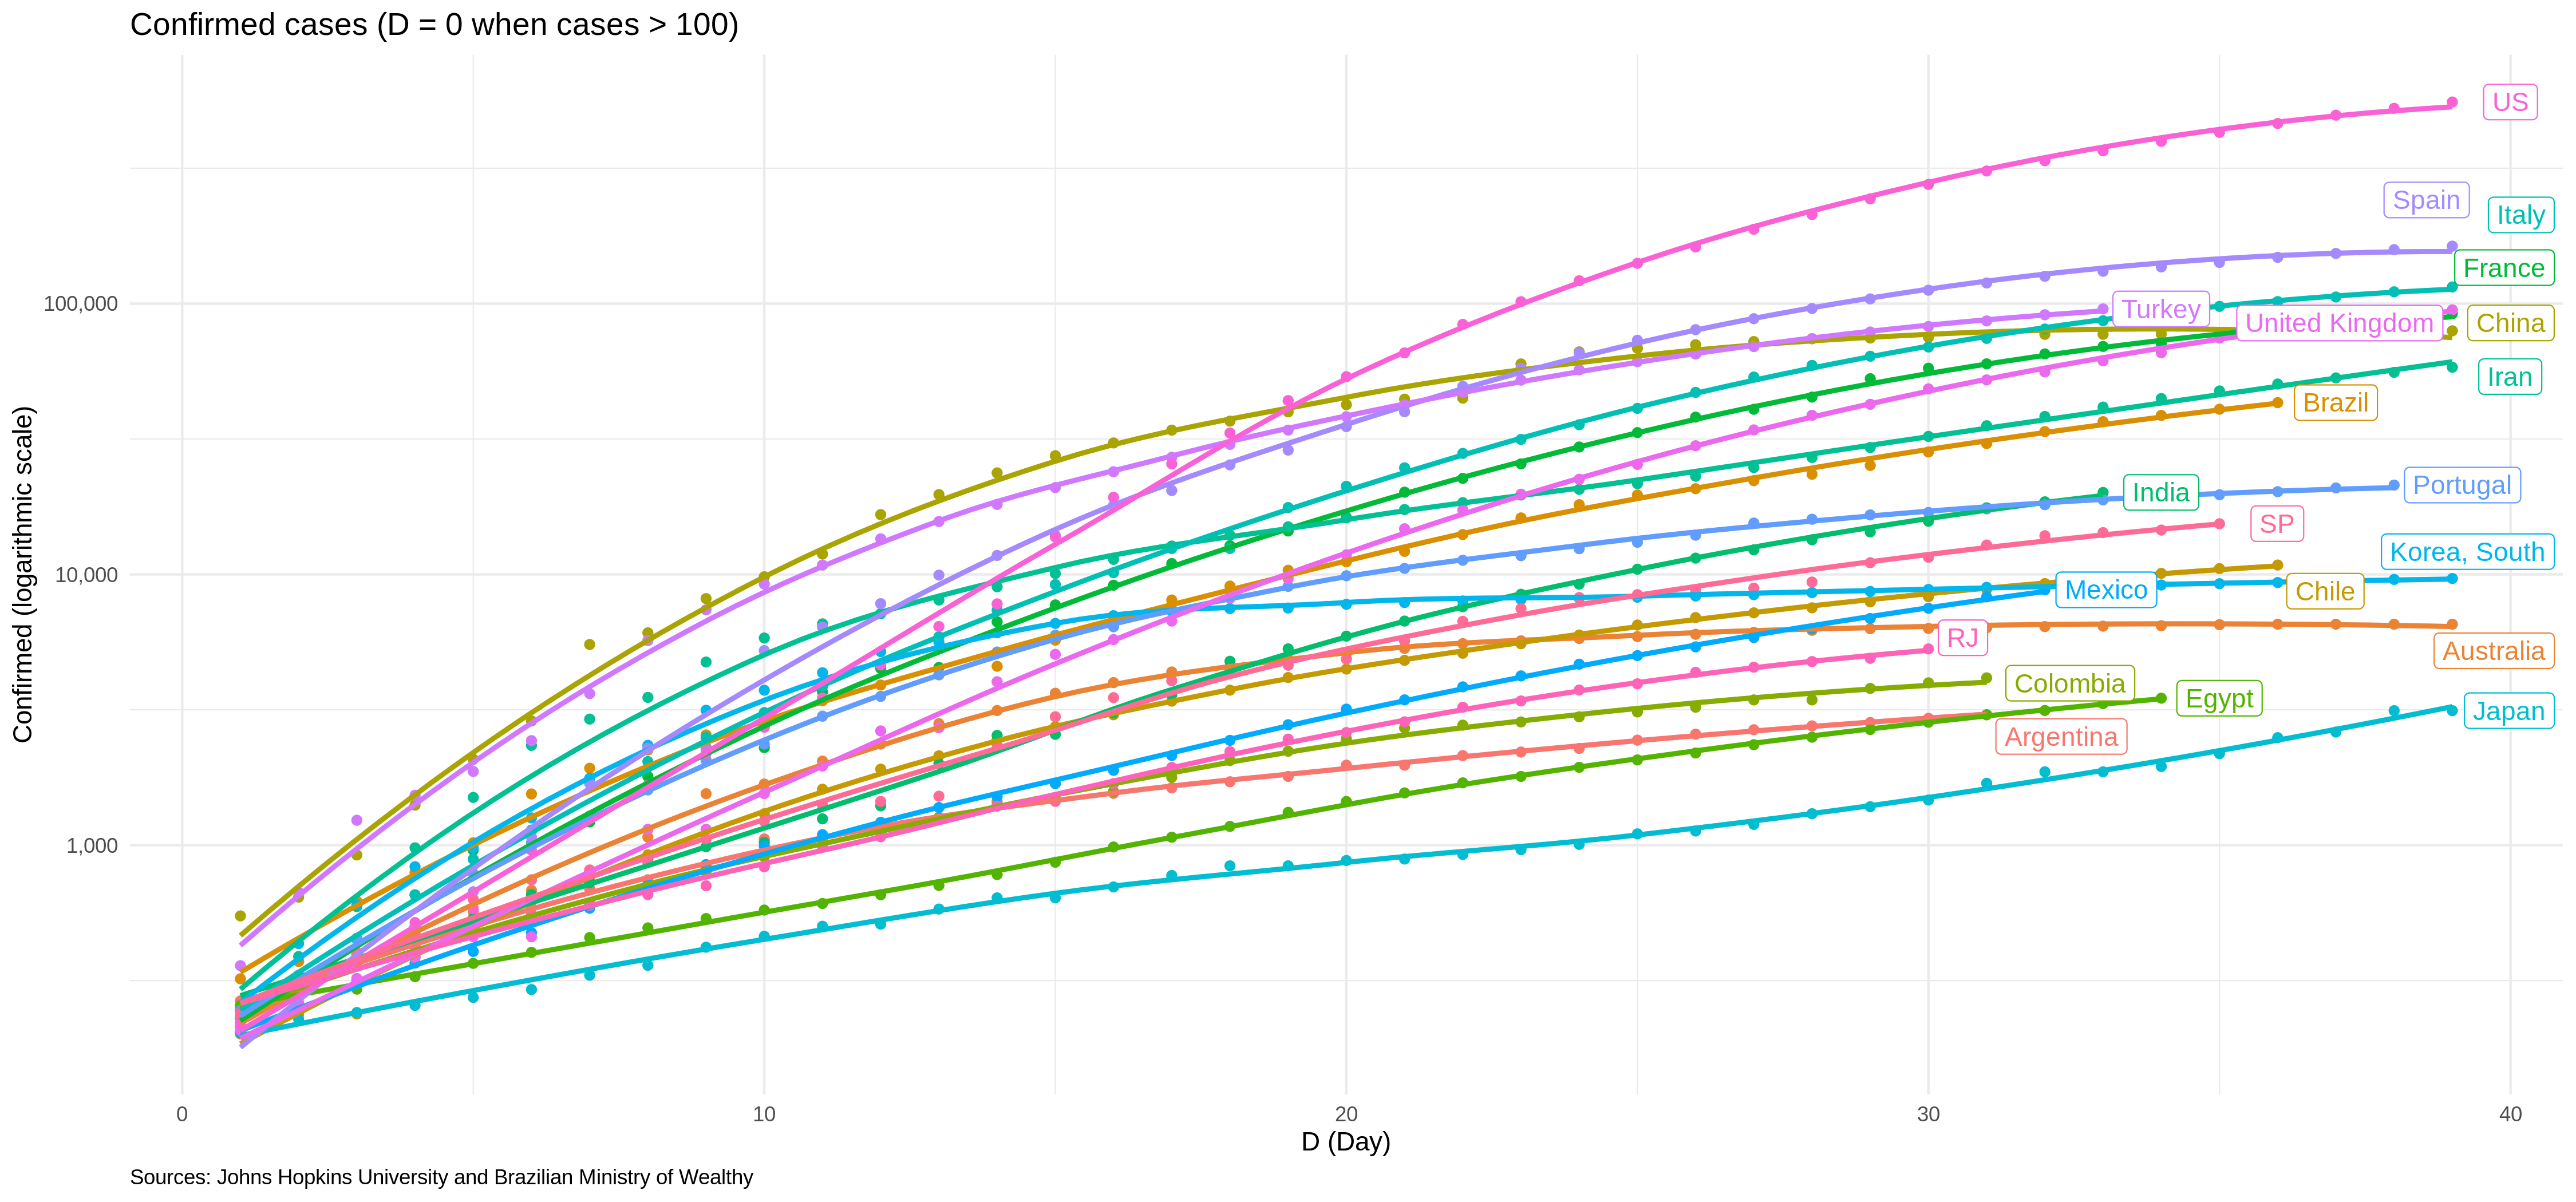 Confirmed cases (D = 0 when cases > 100)
Confirmed (logarithmic scale)
100,000
10,000
1,000
US
Spain
Italy
France
Turkey
United Kingdom
China
Iran
Brazil
India
Portugal
SP
Korea, South
Mexico
Chile
RJ
Australia
Colombia
Egypt
Japan
Argentina
0
10
20
30
40
D (Day)
Sources: Johns Hopkins University and Brazilian Ministry of Wealthy